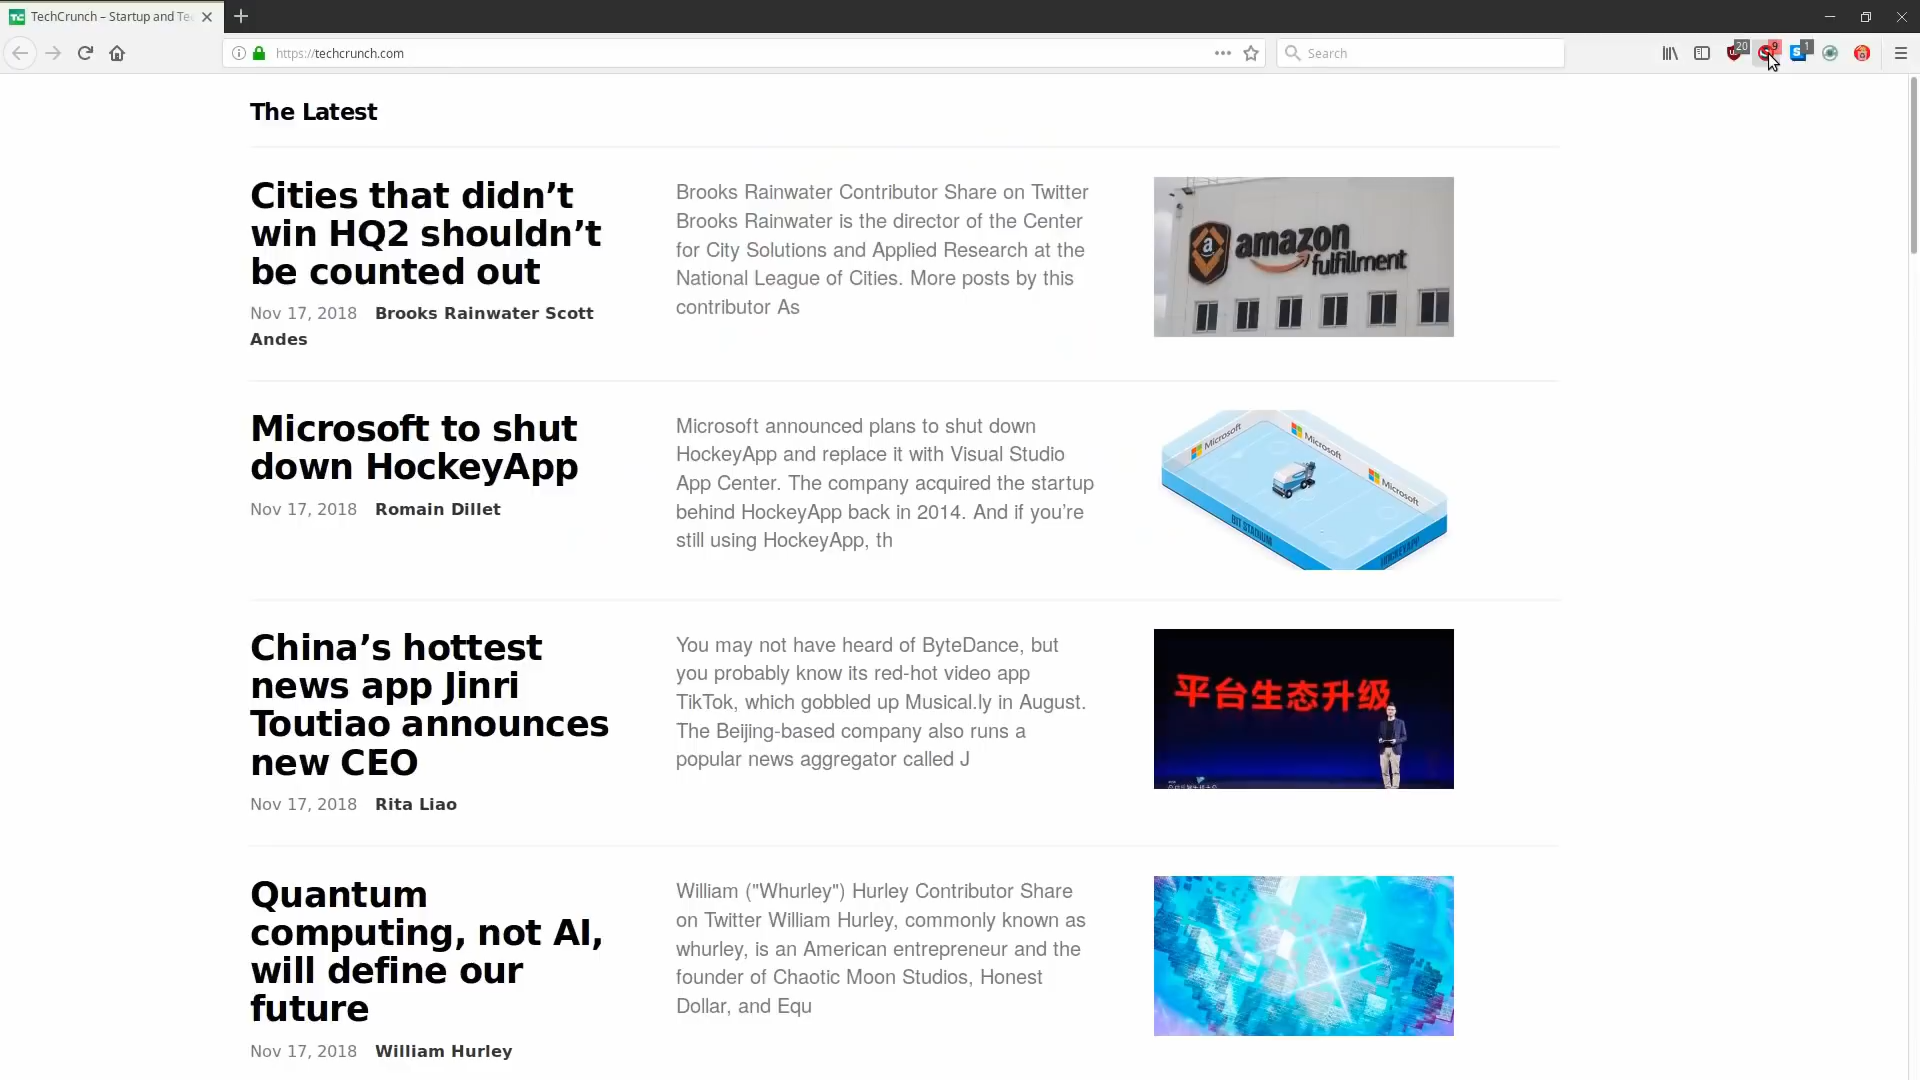 TechCrunch – Startup and Te
https://techcrunch.com
Search
20
9
1
The Latest
Cities that didn’t
win HQ2 shouldn’t
be counted out
Nov 17, 2018 Brooks Rainwater Scott
Andes
Brooks Rainwater Contributor Share on Twitter
Brooks Rainwater is the director of the Center
for City Solutions and Applied Research at the
National League of Cities. More posts by this
contributor As
amazon
fulfillment
Microsoft to shut
down HockeyApp
Nov 17, 2018 Romain Dillet
Microsoft announced plans to shut down
HockeyApp and replace it with Visual Studio
App Center. The company acquired the startup
behind HockeyApp back in 2014. And if you’re
still using HockeyApp, th
Microsoft
Microsoft
Microsoft
BIT STADIUM
HOCKEYAPP
China’s hottest
news app Jinri
Toutiao announces
new CEO
Nov 17, 2018 Rita Liao
You may not have heard of ByteDance, but
you probably know its red-hot video app
TikTok, which gobbled up Musical.ly in August.
The Beijing-based company also runs a
popular news aggregator called J
平台生态升级
Quantum
computing, not AI,
will define our
future
Nov 17, 2018 William Hurley
William ("Whurley") Hurley Contributor Share
on Twitter William Hurley, commonly known as
whurley, is an American entrepreneur and the
founder of Chaotic Moon Studios, Honest
Dollar, and Equ